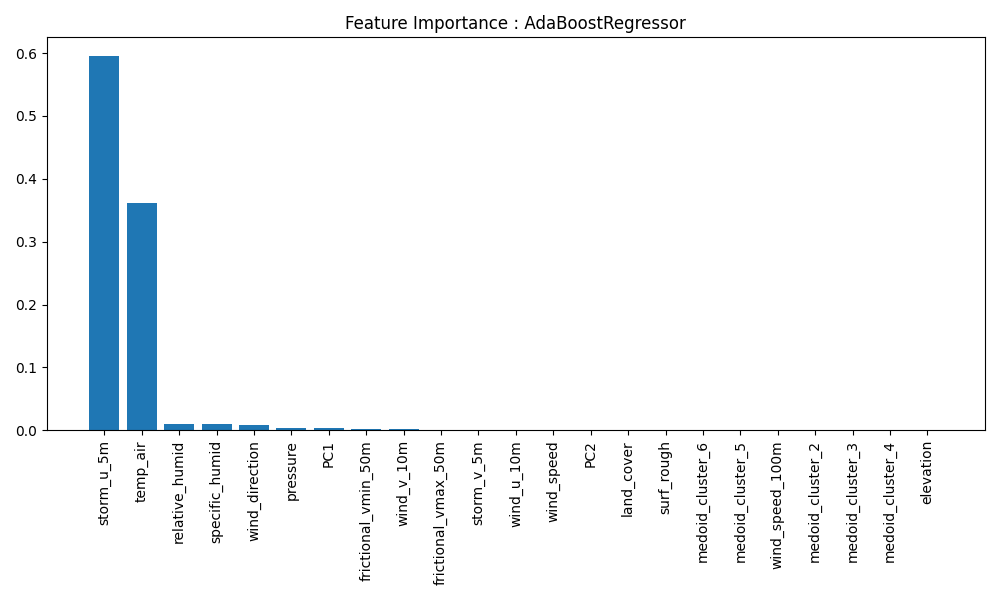 Feature Importance : AdaBoostRegressor
0.6
0.5
0.4
0.3
0.2
0.1
0.0
storm_u_5m
temp_air
relative_humid
specific_humid
wind_direction
pressure
PC1
frictional_vmin_50m
wind_v_10m
frictional_vmax_50m
storm_v_5m
wind_u_10m
wind_speed
PC2
land_cover
surf_rough
medoid_cluster_6
medoid_cluster_5
wind_speed_100m
medoid_cluster_2
medoid_cluster_3
medoid_cluster_4
elevation